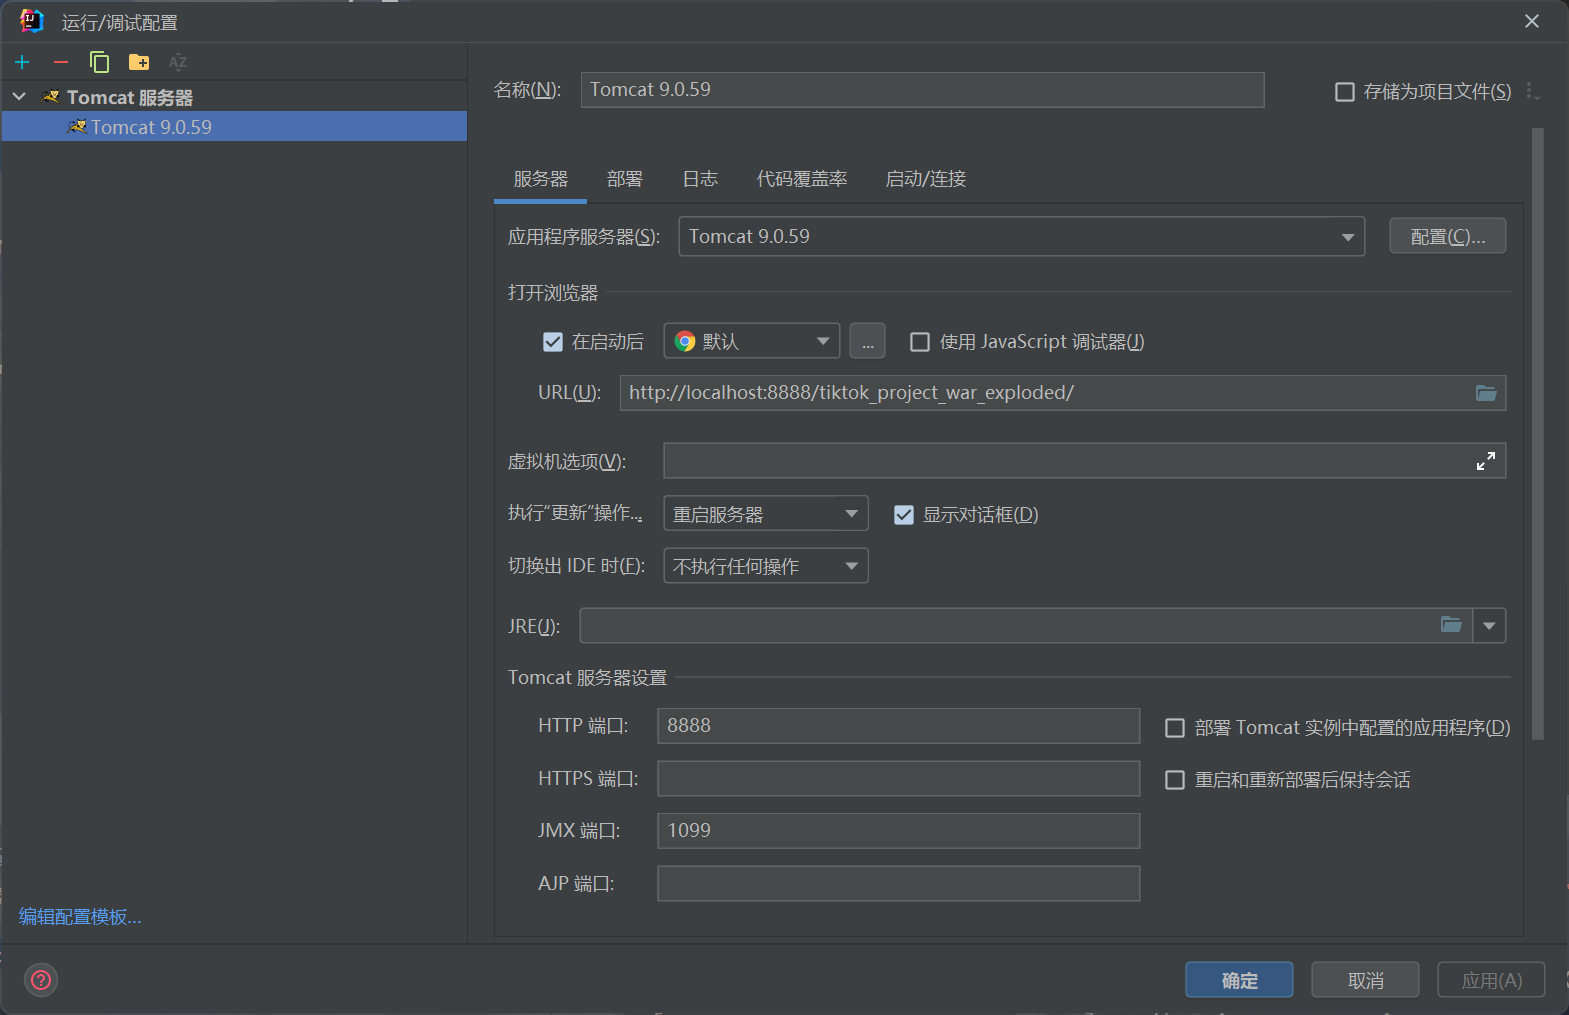 运行/调试配置
Tomcat 服务器
Tomcat 9.0.59
编辑配置模板...
名称(N):
Tomcat 9.0.59
存储为项目文件(S)
服务器 部署 日志 代码覆盖率 启动/连接
应用程序服务器(S): Tomcat 9.0.59 配置(C)...
打开浏览器
在启动后 默认 ... 使用 JavaScript 调试器(J)
URL(U): http://localhost:8888/tiktok_project_war_exploded/
虚拟机选项(V):
执行“更新”操作... 重启服务器 显示对话框(D)
切换出 IDE 时(F): 不执行任何操作
JRE(J):
Tomcat 服务器设置
HTTP 端口: 8888 部署 Tomcat 实例中配置的应用程序(D)
HTTPS 端口: 重启和重新部署后保持会话
JMX 端口: 1099
AJP 端口:
确定 取消 应用(A)